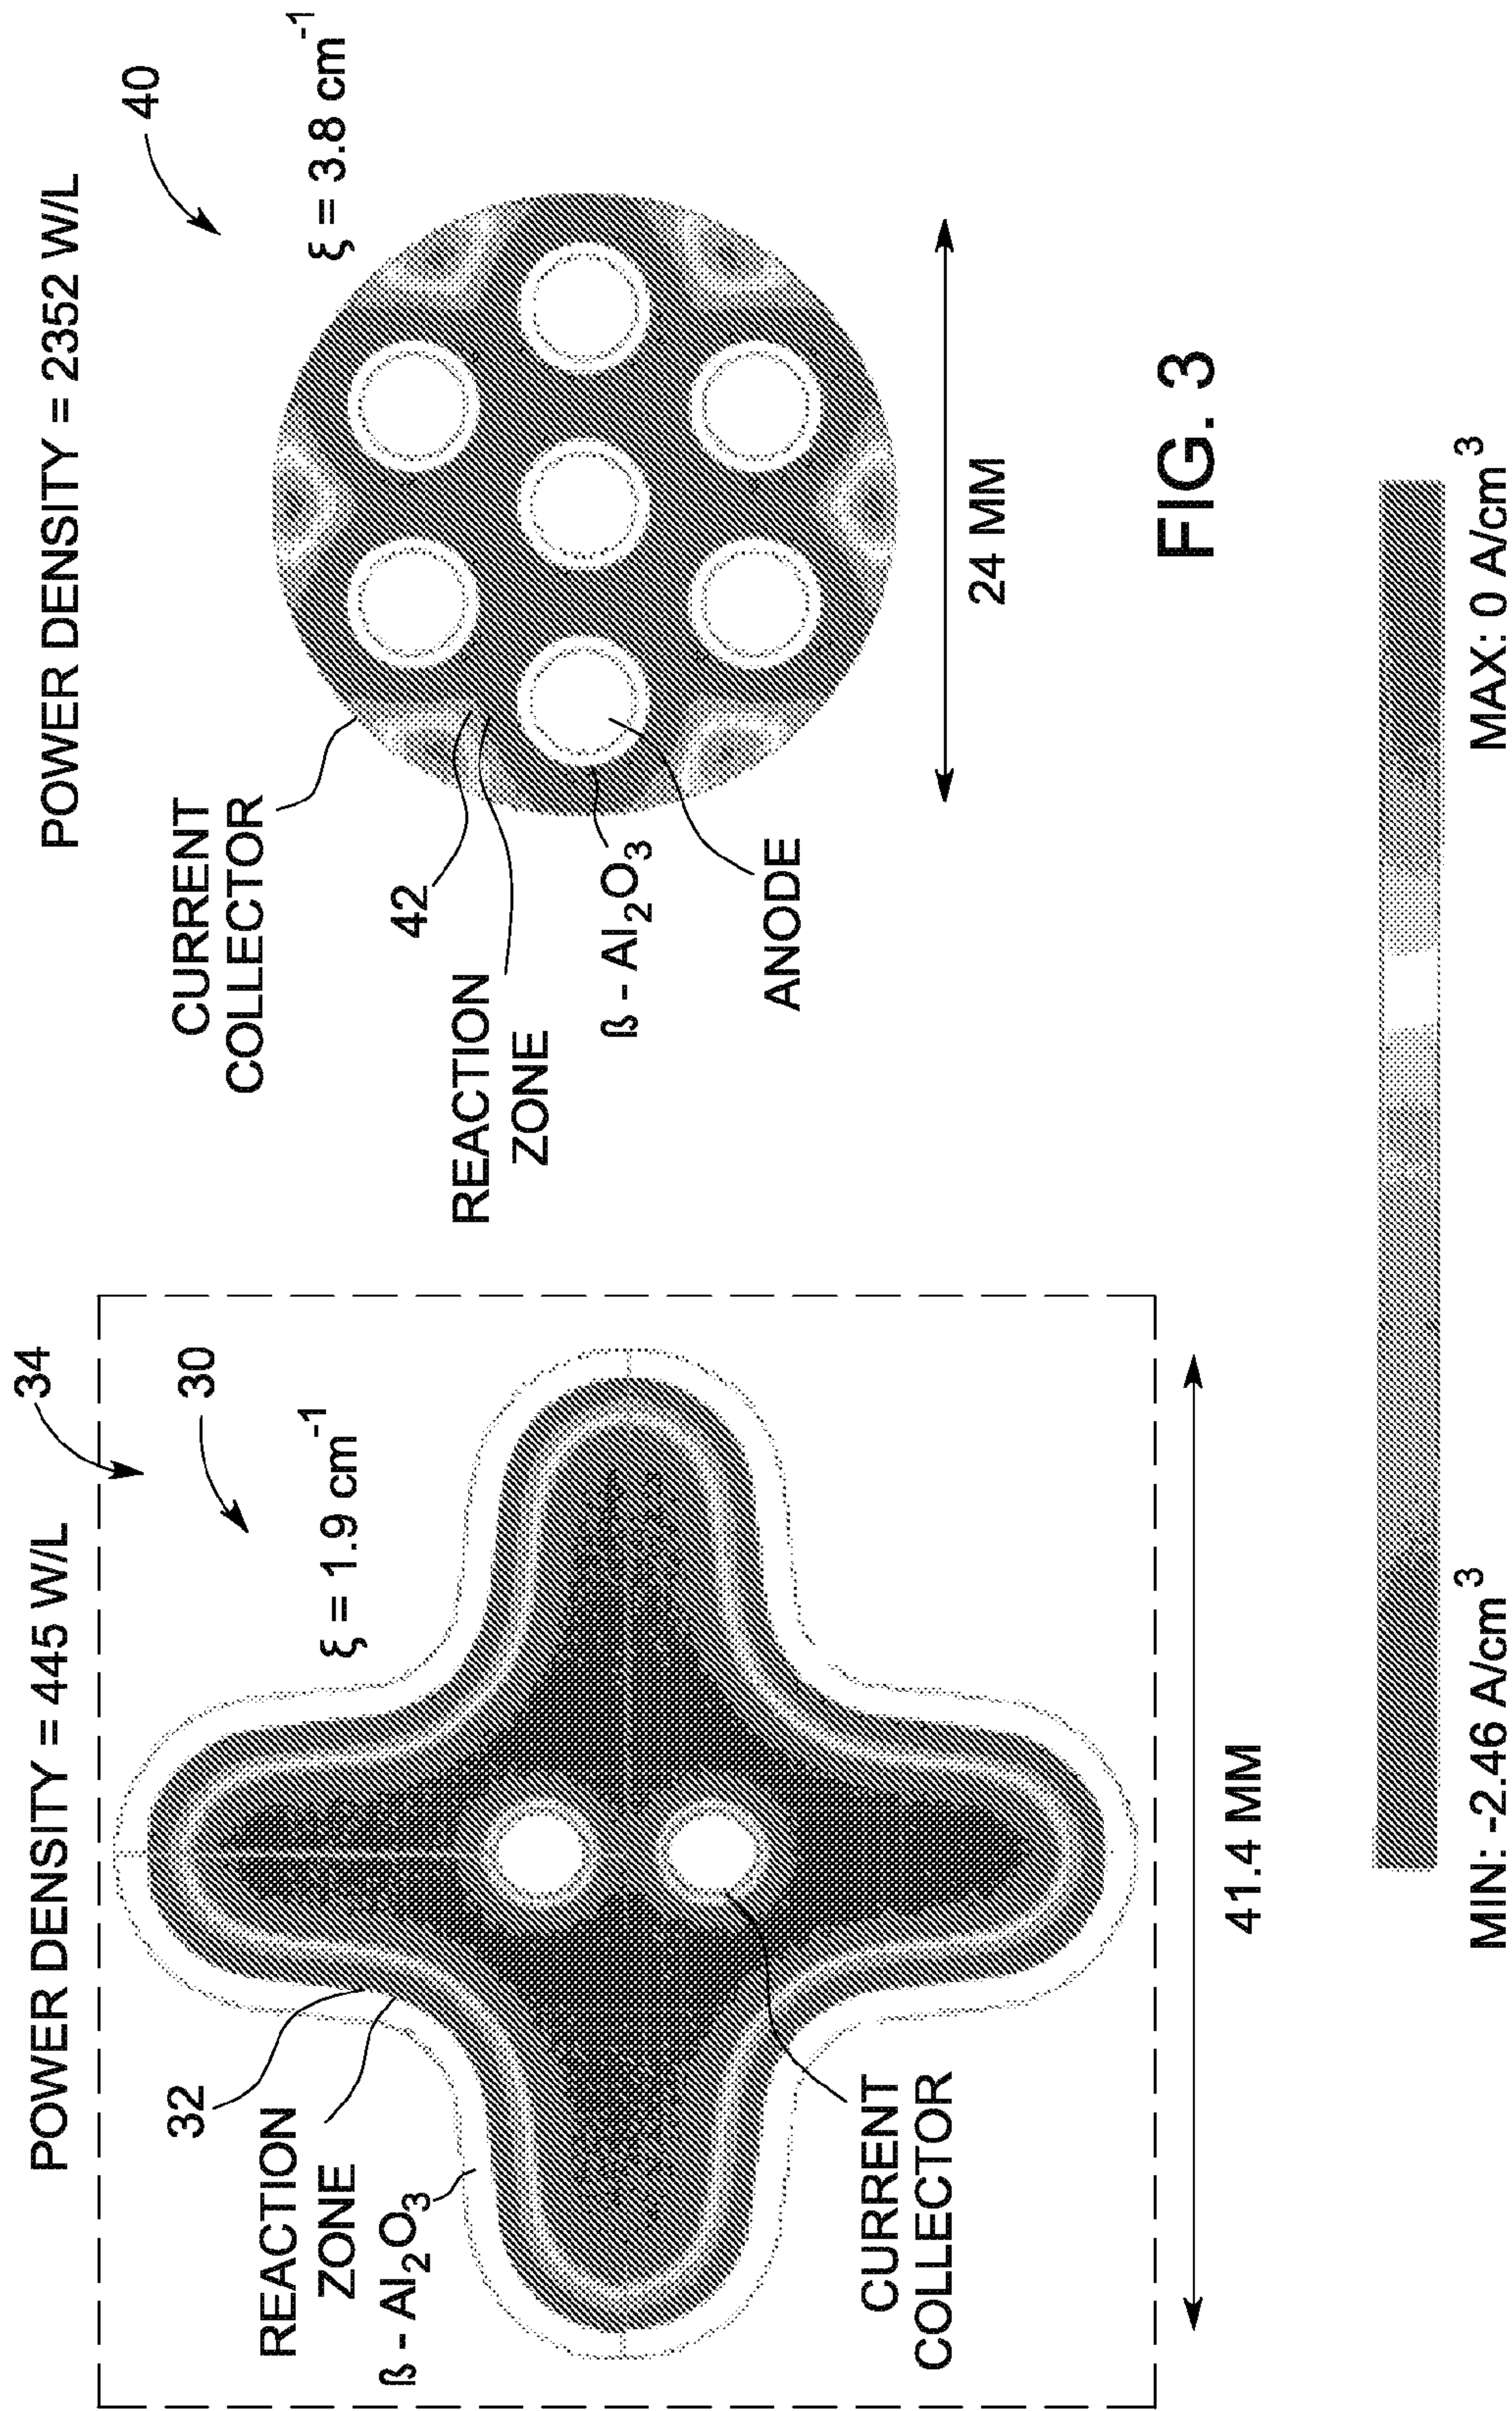 POWER DENSITY = 445 W/L
34
30
ξ = 1.9 cm⁻¹
32
REACTION
ZONE
ß - Al₂O₃
CURRENT
COLLECTOR
41.4 MM
POWER DENSITY = 2352 W/L
40
ξ = 3.8 cm⁻¹
CURRENT
COLLECTOR
42
REACTION
ZONE
ß - Al₂O₃
ANODE
24 MM
FIG. 3
MIN: -2.46 A/cm³
MAX: 0 A/cm³